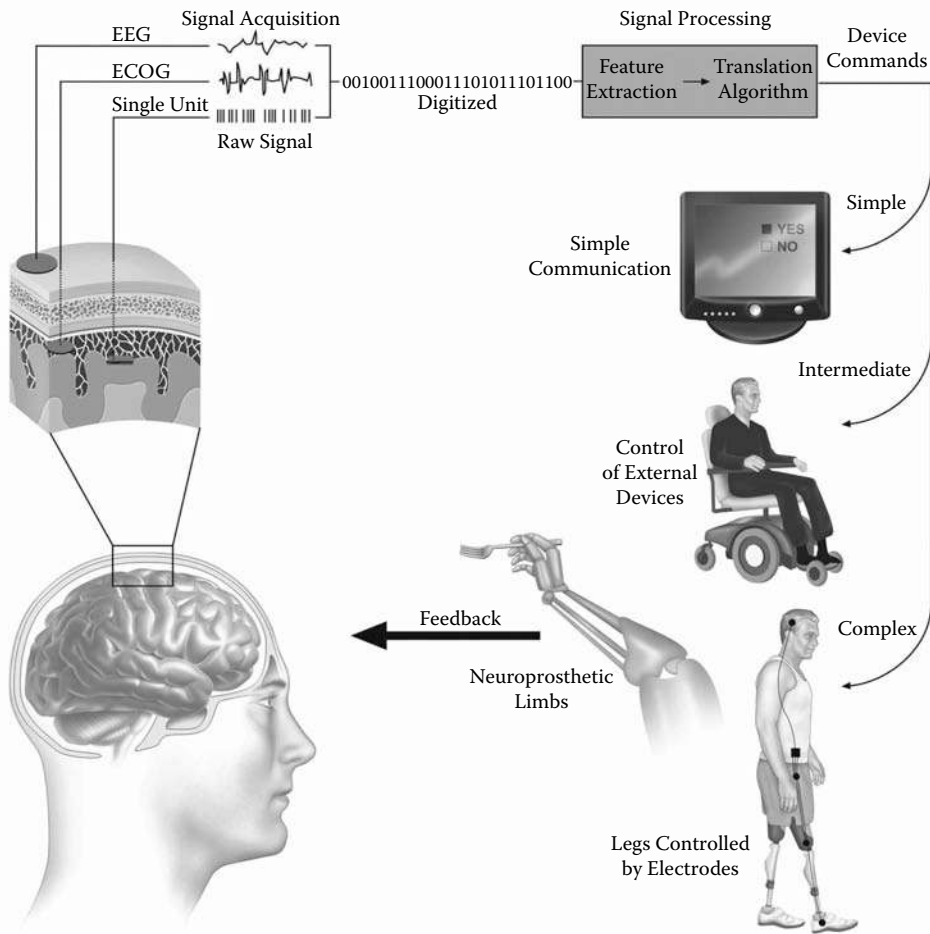 Signal Acquisition
EEG
ECOG
Single Unit
Raw Signal
00100111000111010111011100
Digitized
Signal Processing
Feature
Extraction
Translation
Algorithm
Device
Commands
Simple
Simple
Communication
YES
NO
Intermediate
Control
of External
Devices
Feedback
Neuroprosthetic
Limbs
Complex
Legs Controlled
by Electrodes